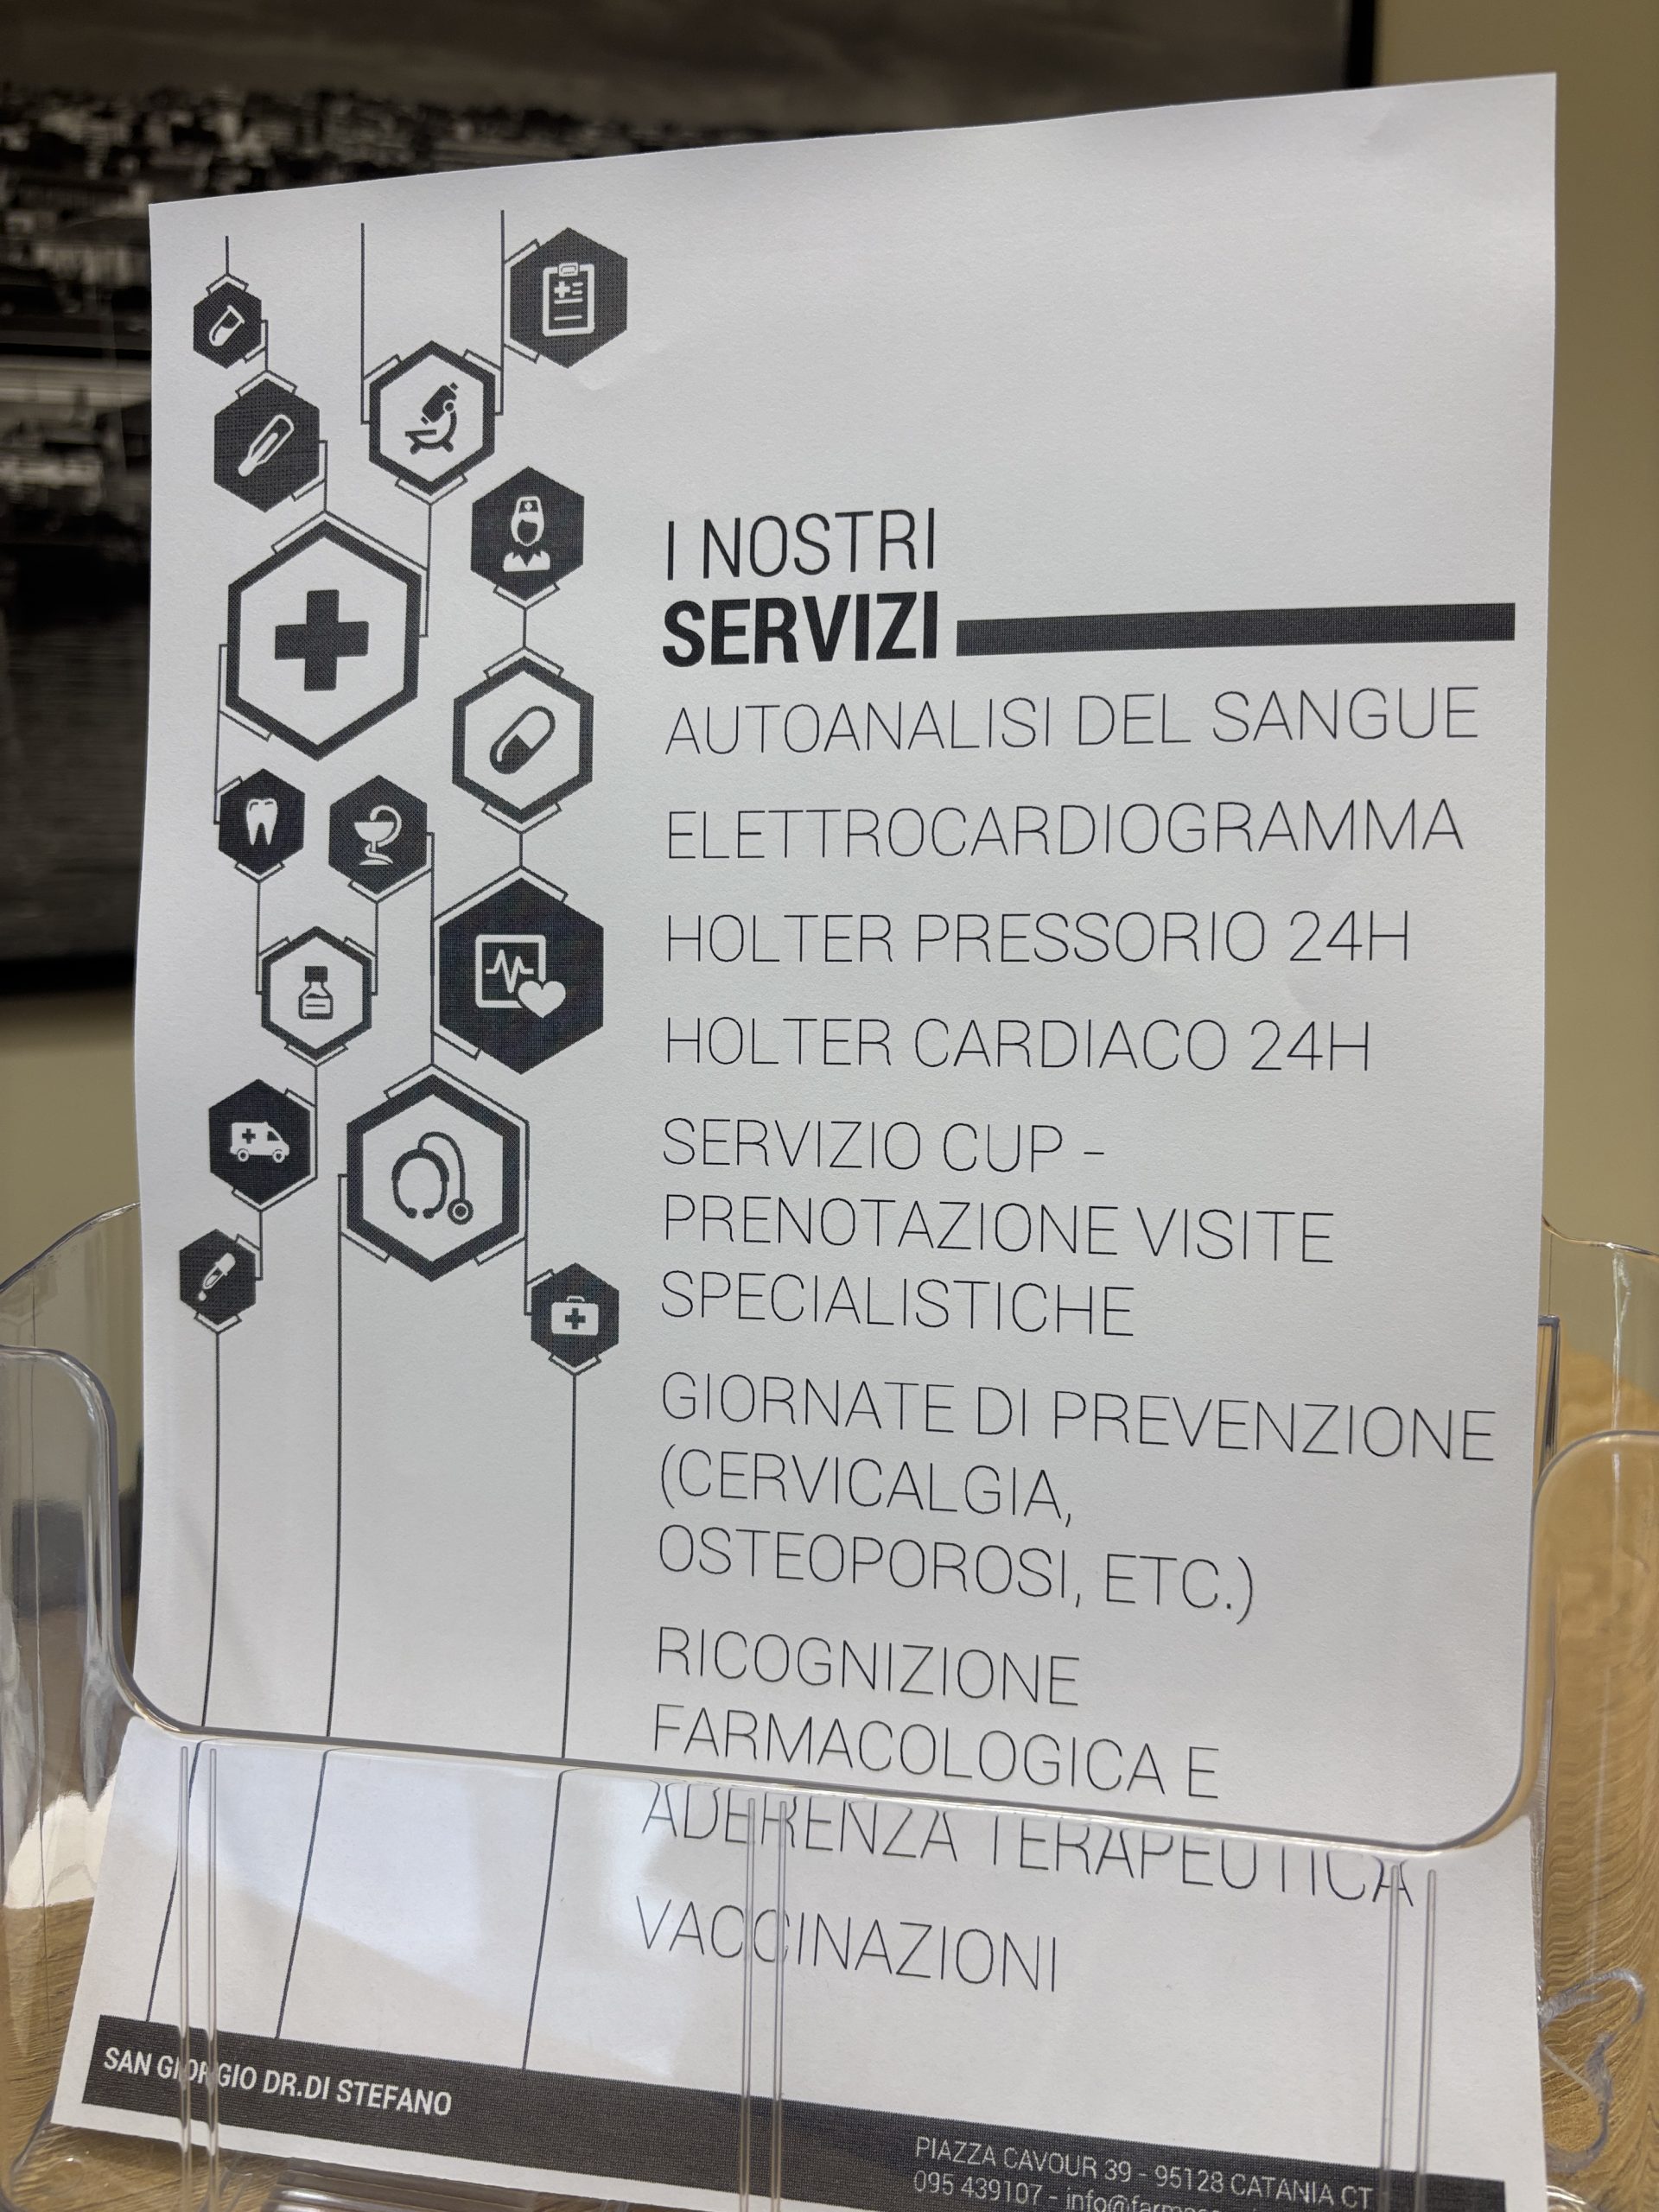 I NOSTRI
SERVIZI
AUTOANALISI DEL SANGUE
ELETTROCARDIOGRAMMA
HOLTER PRESSORIO 24H
HOLTER CARDIACO 24H
SERVIZIO CUP -
PRENOTAZIONE VISITE
SPECIALISTICHE
GIORNATE DI PREVENZIONE
(CERVICALGIA,
OSTEOPOROSI, ETC.)
RICOGNIZIONE
FARMACOLOGICA E
ADERENZA TERAPEUTICA
VACCINAZIONI
SAN GIORGIO DR.DI STEFANO
PIAZZA CAVOUR 39 - 95128 CATANIA CT
095 439107 -